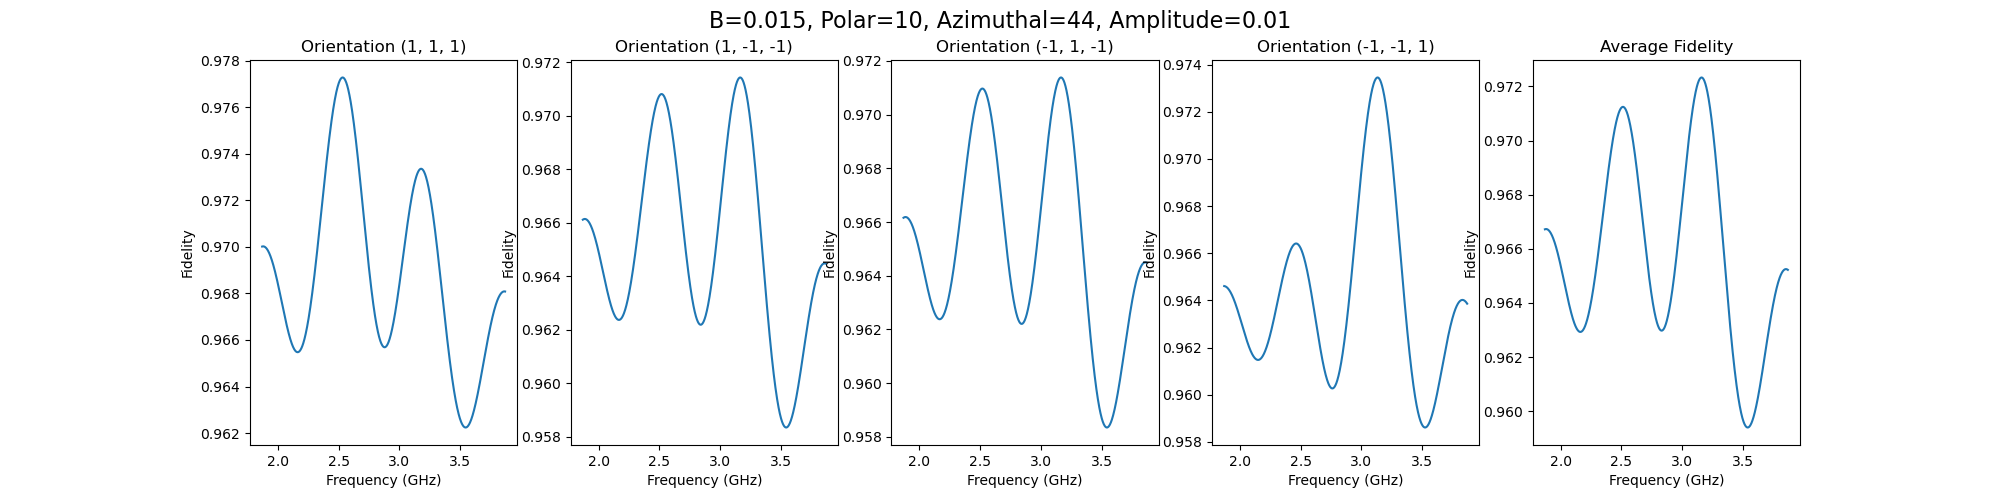 B=0.015, Polar=10, Azimuthal=44, Amplitude=0.01
Orientation (1, 1, 1)
0.978
0.976
0.974
0.972
0.970
0.968
0.966
0.964
0.962
Fidelity
2.0 2.5 3.0 3.5
Frequency (GHz)
Orientation (1, -1, -1)
0.972
0.970
0.968
0.966
0.964
0.962
0.960
0.958
Fidelity
2.0 2.5 3.0 3.5
Frequency (GHz)
Orientation (-1, 1, -1)
0.972
0.970
0.968
0.966
0.964
0.962
0.960
0.958
Fidelity
2.0 2.5 3.0 3.5
Frequency (GHz)
Orientation (-1, -1, 1)
0.974
0.972
0.970
0.968
0.966
0.964
0.962
0.960
0.958
Fidelity
2.0 2.5 3.0 3.5
Frequency (GHz)
Average Fidelity
0.972
0.970
0.968
0.966
0.964
0.962
0.960
Fidelity
2.0 2.5 3.0 3.5
Frequency (GHz)